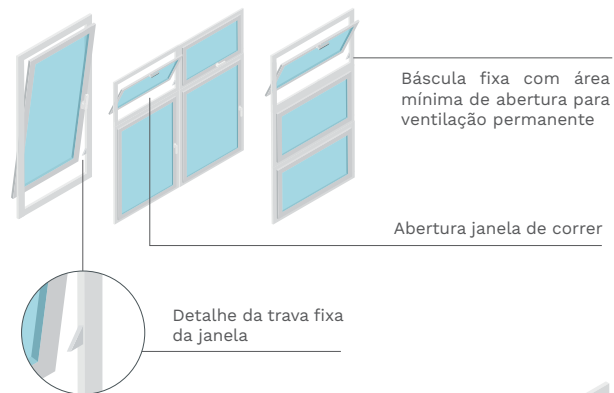 Báscula fixa com área
mínima de abertura para
ventilação permanente
Abertura janela de correr
Detalhe da trava fixa
da janela